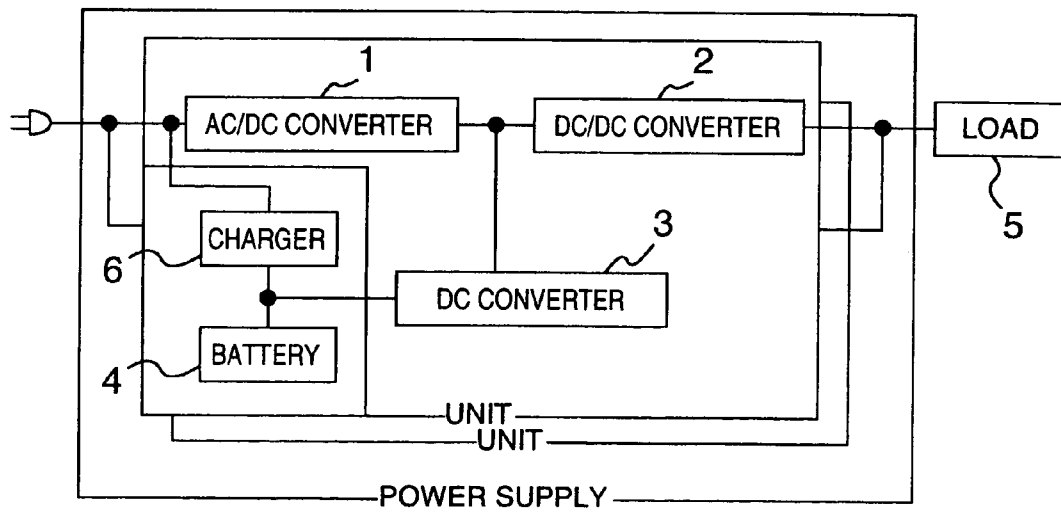 1
2
AC/DC CONVERTER
DC/DC CONVERTER
LOAD
5
CHARGER
6
3
DC CONVERTER
BATTERY
4
UNIT
UNIT
POWER SUPPLY